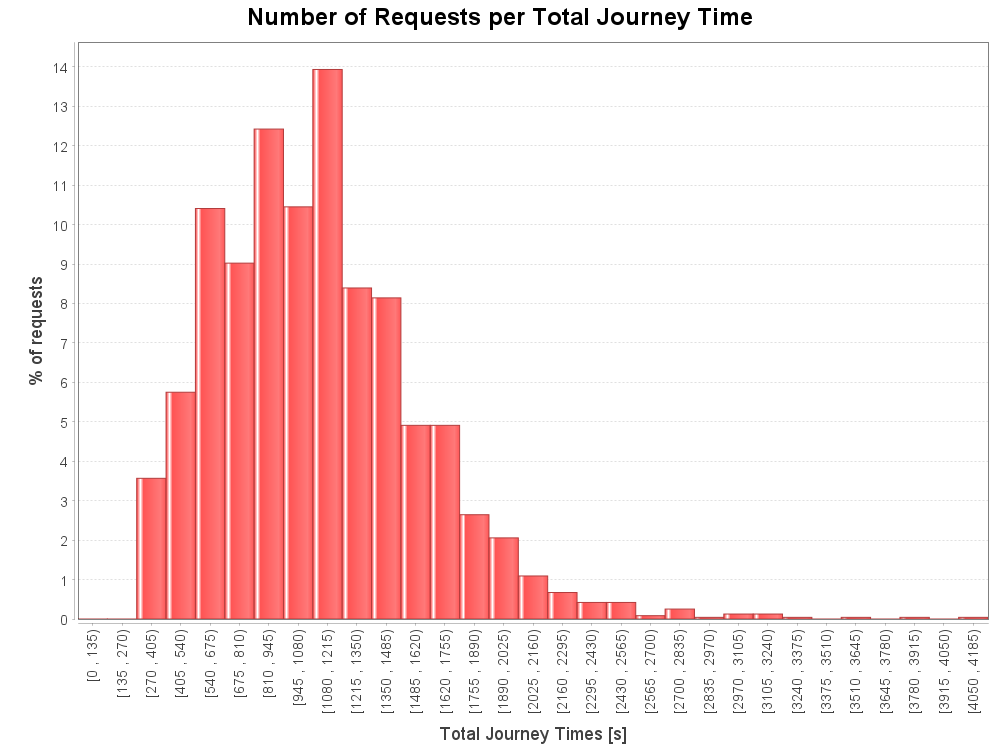 Number of Requests per Total Journey Time
14
13
12
11
10
9
8
7
6
5
4
3
2
1
0
% of requests
[0 , 135)
[135 , 270)
[270 , 405)
[405 , 540)
[540 , 675)
[675 , 810)
[810 , 945)
[945 , 1080)
[1080 , 1215)
[1215 , 1350)
[1350 , 1485)
[1485 , 1620)
[1620 , 1755)
[1755 , 1890)
[1890 , 2025)
[2025 , 2160)
[2160 , 2295)
[2295 , 2430)
[2430 , 2565)
[2565 , 2700)
[2700 , 2835)
[2835 , 2970)
[2970 , 3105)
[3105 , 3240)
[3240 , 3375)
[3375 , 3510)
[3510 , 3645)
[3645 , 3780)
[3780 , 3915)
[3915 , 4050)
[4050 , 4185)
Total Journey Times [s]